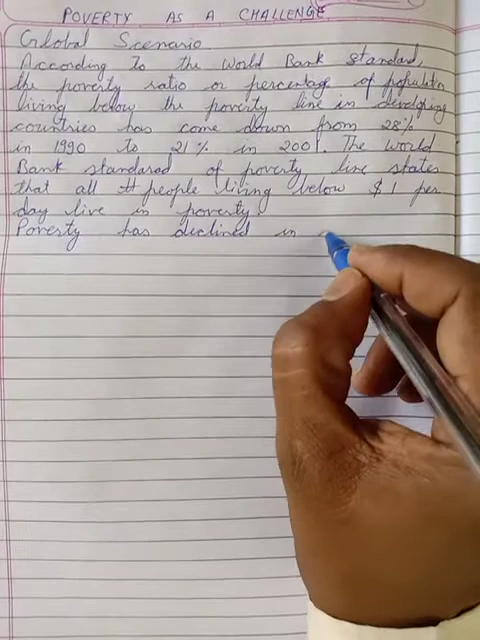 POVERTY AS A CHALLENGE
Global Scenario
According To the World Bank standard,
the poverty ratio or percentage of population
living below the poverty line in developing
countries has come down from 28%
in 1990 to 21% in 2001. The World
Bank standarad of poverty line states
that all people living below $1 per
day live in poverty.
Poverty has declined in